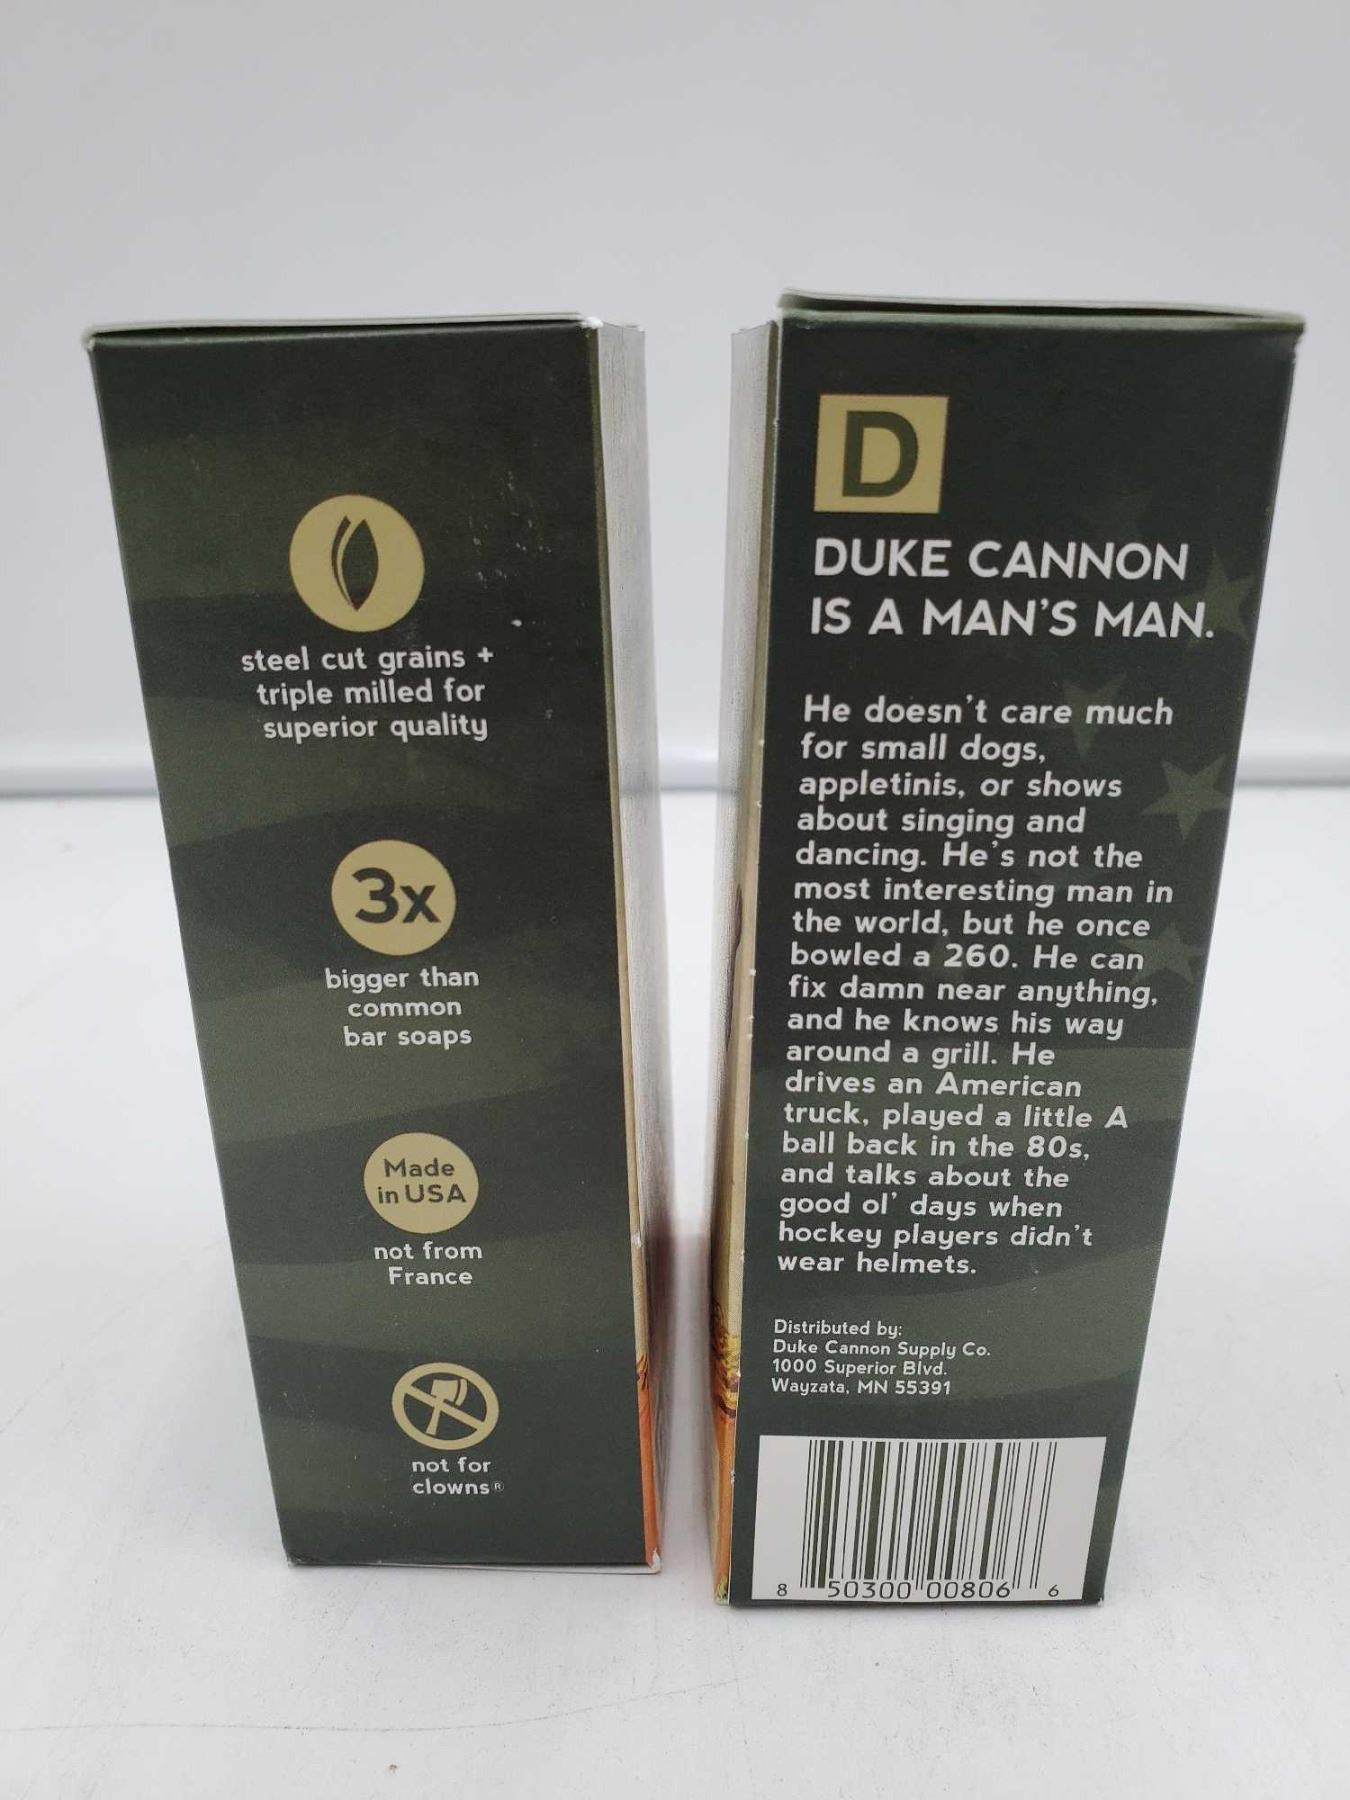 steel cut grains +
triple milled for
superior quality
3x
bigger than
common
bar soaps
Made
in USA
not from
France
not for
clowns®
D
DUKE CANNON
IS A MAN'S MAN.
He doesn't care much
for small dogs,
appletinis, or shows
about singing and
dancing. He's not the
most interesting man in
the world, but he once
bowled a 260. He can
fix damn near anything,
and he knows his way
around a grill. He
drives an American
truck, played a little A
ball back in the 80s,
and talks about the
good ol' days when
hockey players didn't
wear helmets.
Distributed by:
Duke Cannon Supply Co.
1000 Superior Blvd.
Wayzata, MN 55391
8 50300 00806 6